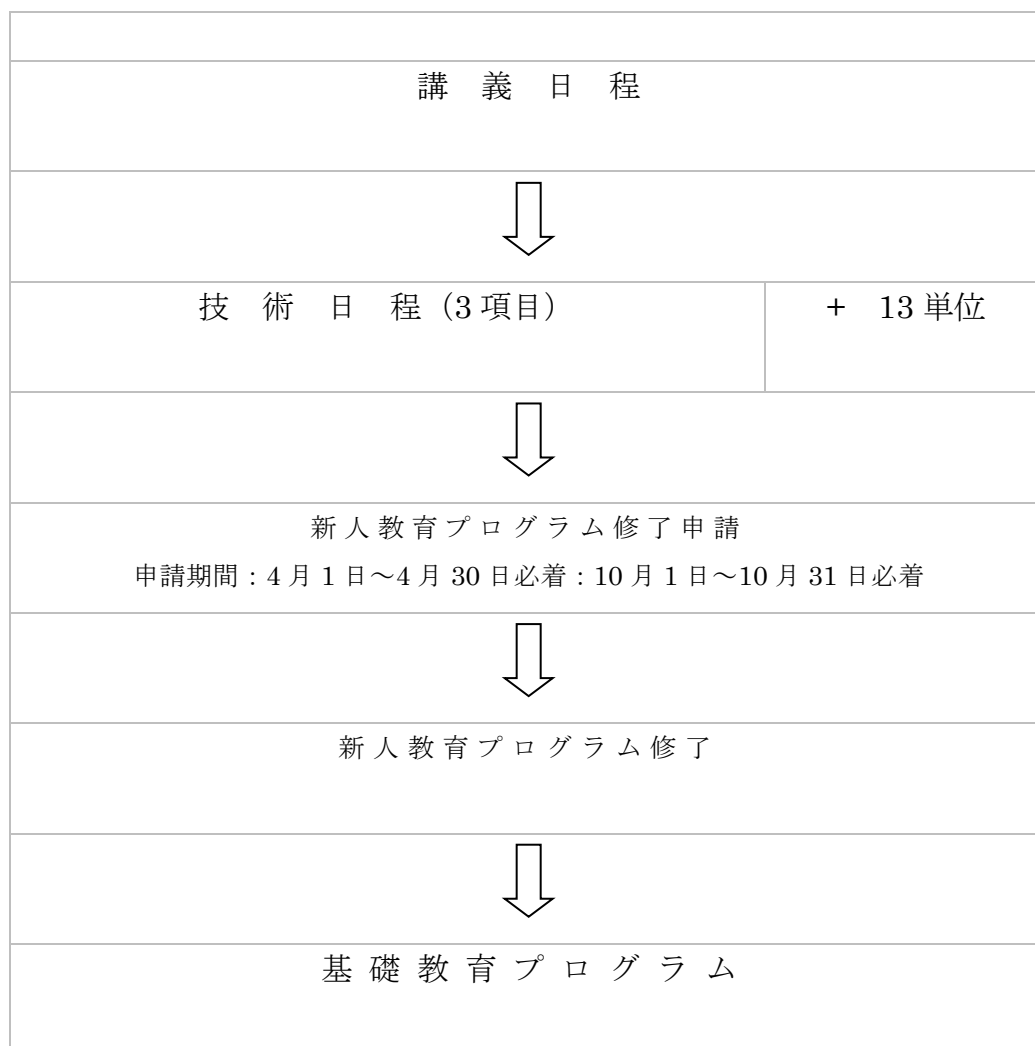 講 義 日 程
技 術 日 程（3 項目）
+ 13 単位
新人教育プログラム修了申請
申請期間：4 月 1 日～4 月 30 日必着：10 月 1 日～10 月 31 日必着
新人教育プログラム修了
基 礎 教 育 プ ロ グ ラ ム